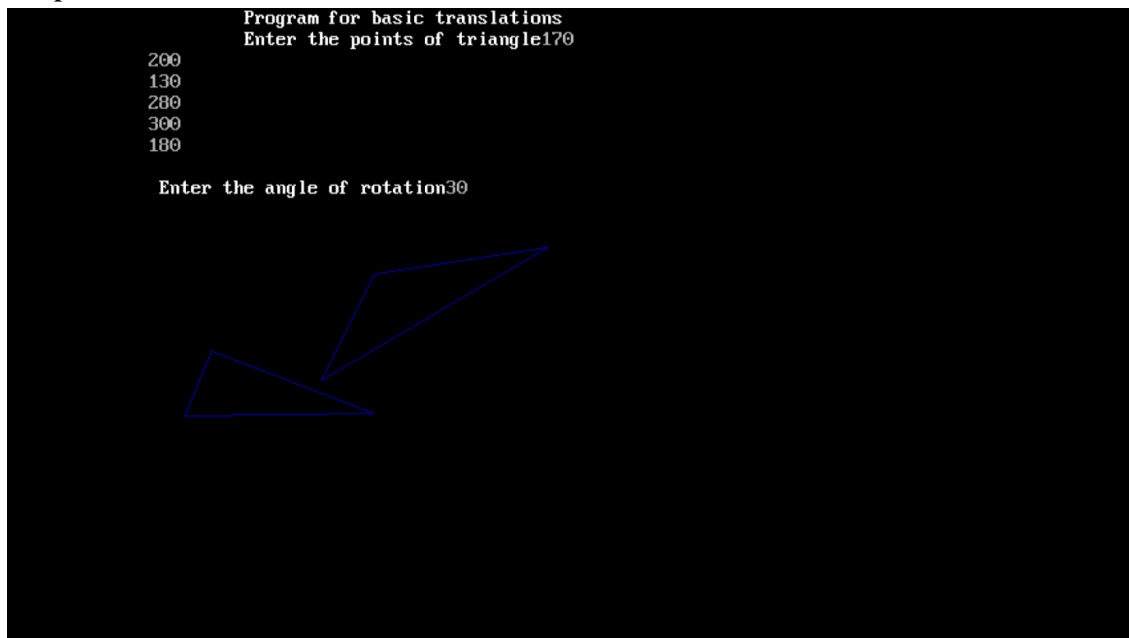 Program for basic translations
Enter the points of triangle170
200
130
280
300
180
Enter the angle of rotation30